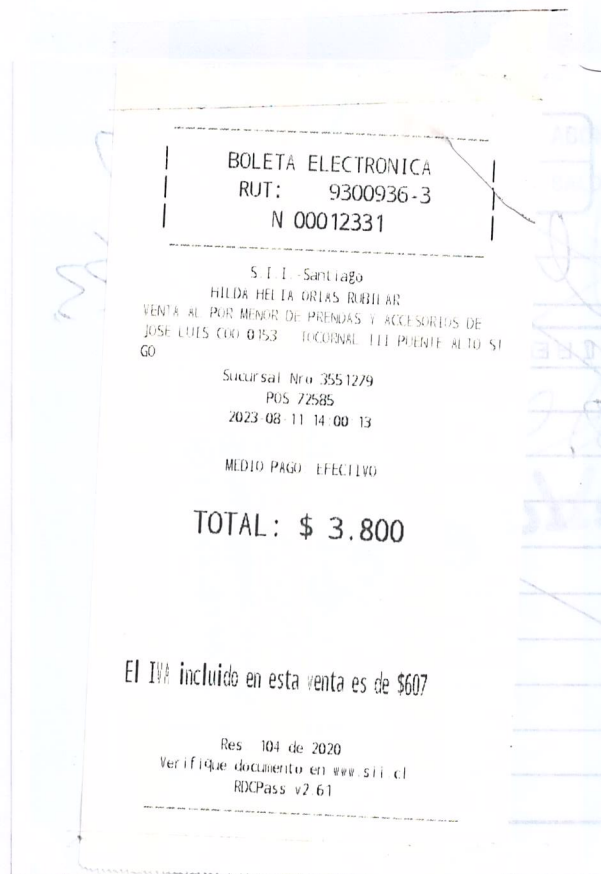 BOLETA ELECTRONICA
RUT: 9300936-3
N 00012331
S.I.I.-Santiago
HILDA HELIA ORIAS RUBILAR
VENTA AL POR MENOR DE PRENDAS Y ACCESORIOS DE
JOSE LUIS COO 0153 TOCORNAL III PUENTE ALTO STGO
Sucursal Nro 3551279
POS 72585
2023-08-11 14:00:13
MEDIO PAGO EFECTIVO
TOTAL: $ 3.800
El IVA incluido en esta venta es de $607
Res 104 de 2020
Verifique documento en www.sii.cl
RDCPass v2.61